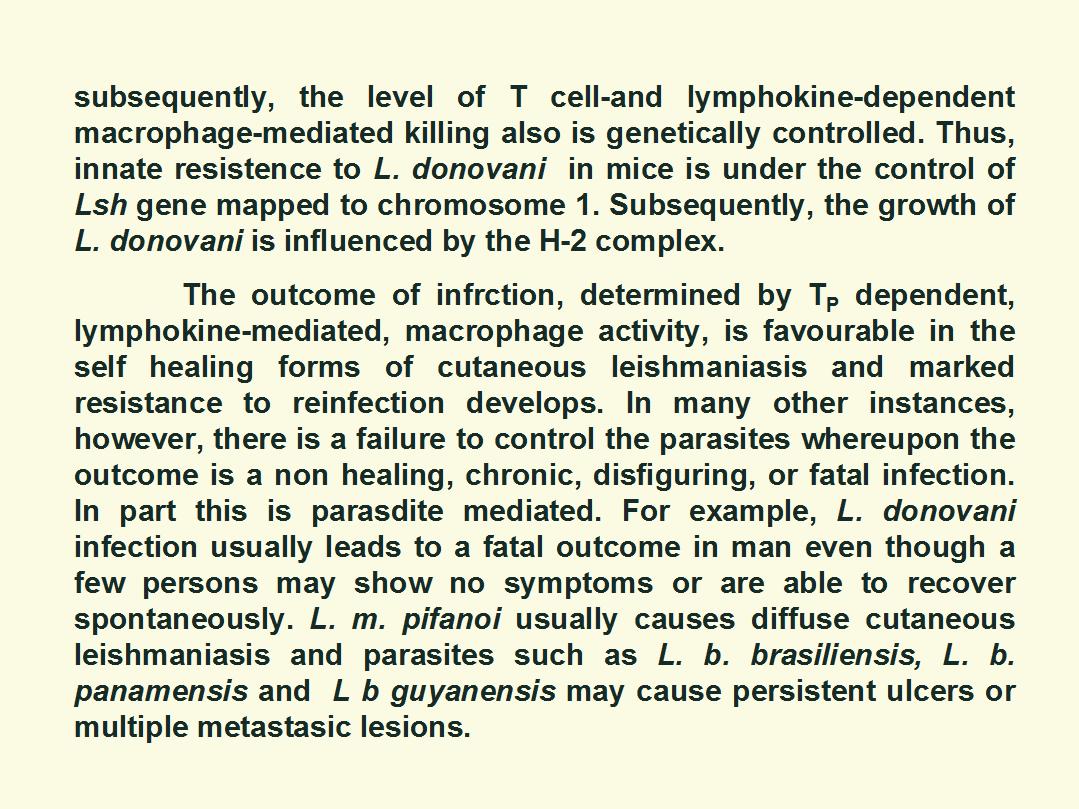 subsequently, the level of T cell-and lymphokine-dependent
macrophage-mediated killing also is genetically controlled. Thus,
innate resistence to L. donovani in mice is under the control of
Lsh gene mapped to chromosome 1. Subsequently, the growth of
L. donovani is influenced by the H-2 complex.
The outcome of infrction, determined by TP dependent,
lymphokine-mediated, macrophage activity, is favourable in the
self healing forms of cutaneous leishmaniasis and marked
resistance to reinfection develops. In many other instances,
however, there is a failure to control the parasites whereupon the
outcome is a non healing, chronic, disfiguring, or fatal infection.
In part this is parasdite mediated. For example, L. donovani
infection usually leads to a fatal outcome in man even though a
few persons may show no symptoms or are able to recover
spontaneously. L. m. pifanoi usually causes diffuse cutaneous
leishmaniasis and parasites such as L. b. brasiliensis, L. b.
panamensis and L b guyanensis may cause persistent ulcers or
multiple metastasic lesions.